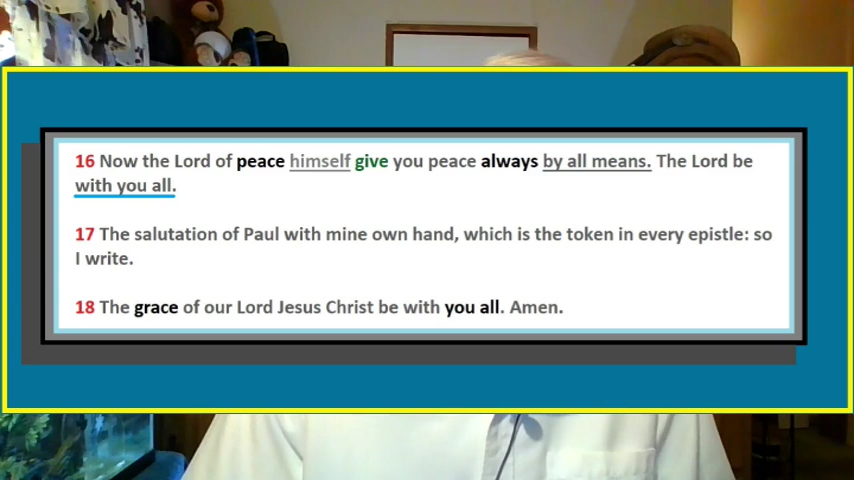 16 Now the Lord of peace himself give you peace always by all means. The Lord be
with you all.
17 The salutation of Paul with mine own hand, which is the token in every epistle: so
I write.
18 The grace of our Lord Jesus Christ be with you all. Amen.